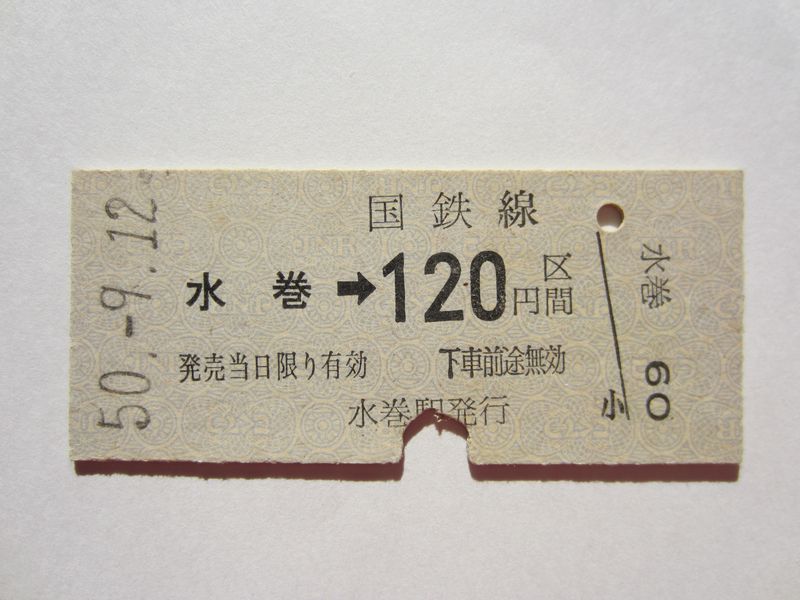 50.-9.12
国鉄線
水巻➡120円区間
発売当日限り有効 下車前途無効
水巻駅発行
水巻
小 60